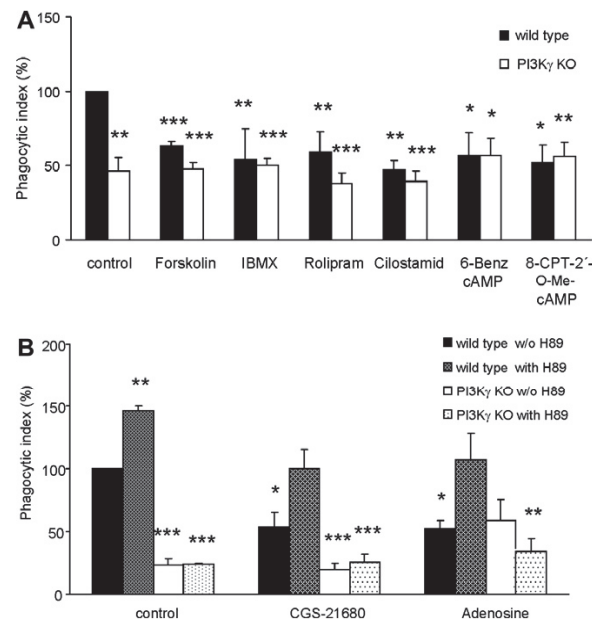 A
wild type
PI3Kγ KO
Phagocytic index (%)
150
100
50
0
**
***
***
**
***
**
***
**
***
*
*
*
**
control
Forskolin
IBMX
Rolipram
Cilostamid
6-Benz
cAMP
8-CPT-2´-
O-Me-
cAMP
B
wild type w/o H89
wild type with H89
PI3Kγ KO w/o H89
PI3Kγ KO with H89
Phagocytic index (%)
200
150
100
50
0
**
***
***
*
***
***
*
**
control
CGS-21680
Adenosine